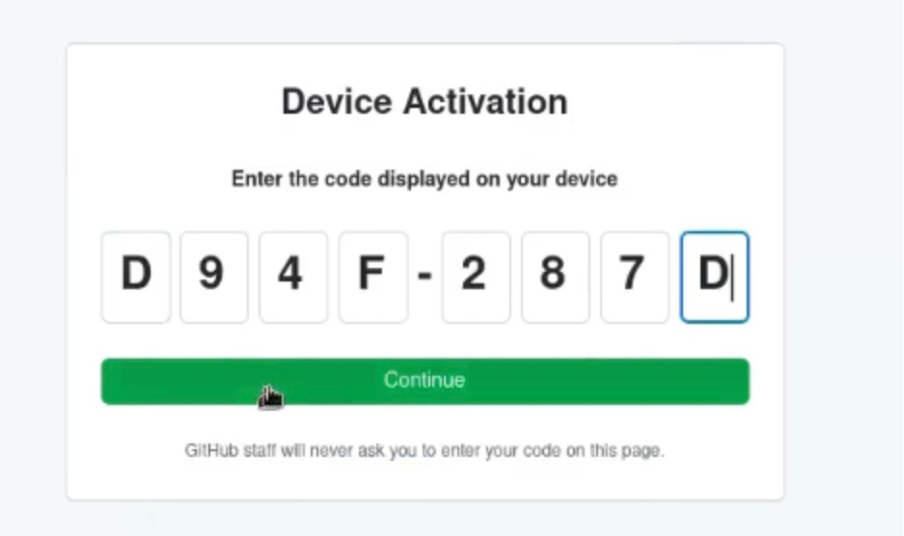 Device Activation
Enter the code displayed on your device
D 9 4 F - 2 8 7 D
Continue
GitHub staff will never ask you to enter your code on this page.